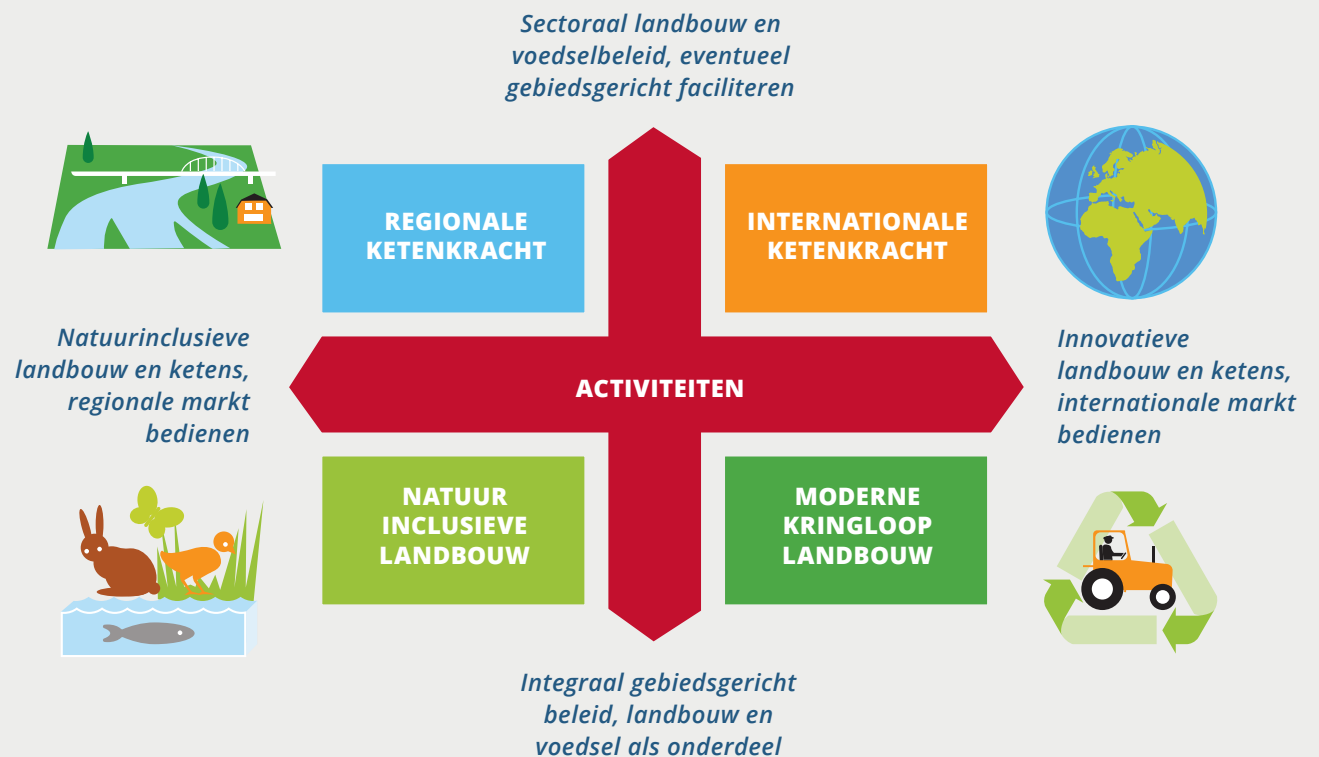 Sectoraal landbouw en
voedselbeleid, eventueel
gebiedsgericht faciliteren
REGIONALE
KETENKRACHT
INTERNATIONALE
KETENKRACHT
Natuurinclusieve
landbouw en ketens,
regionale markt
bedienen
ACTIVITEITEN
Innovatieve
landbouw en ketens,
internationale markt
bedienen
NATUUR
INCLUSIEVE
LANDBOUW
MODERNE
KRINGLOOP
LANDBOUW
Integraal gebiedsgericht
beleid, landbouw en
voedsel als onderdeel